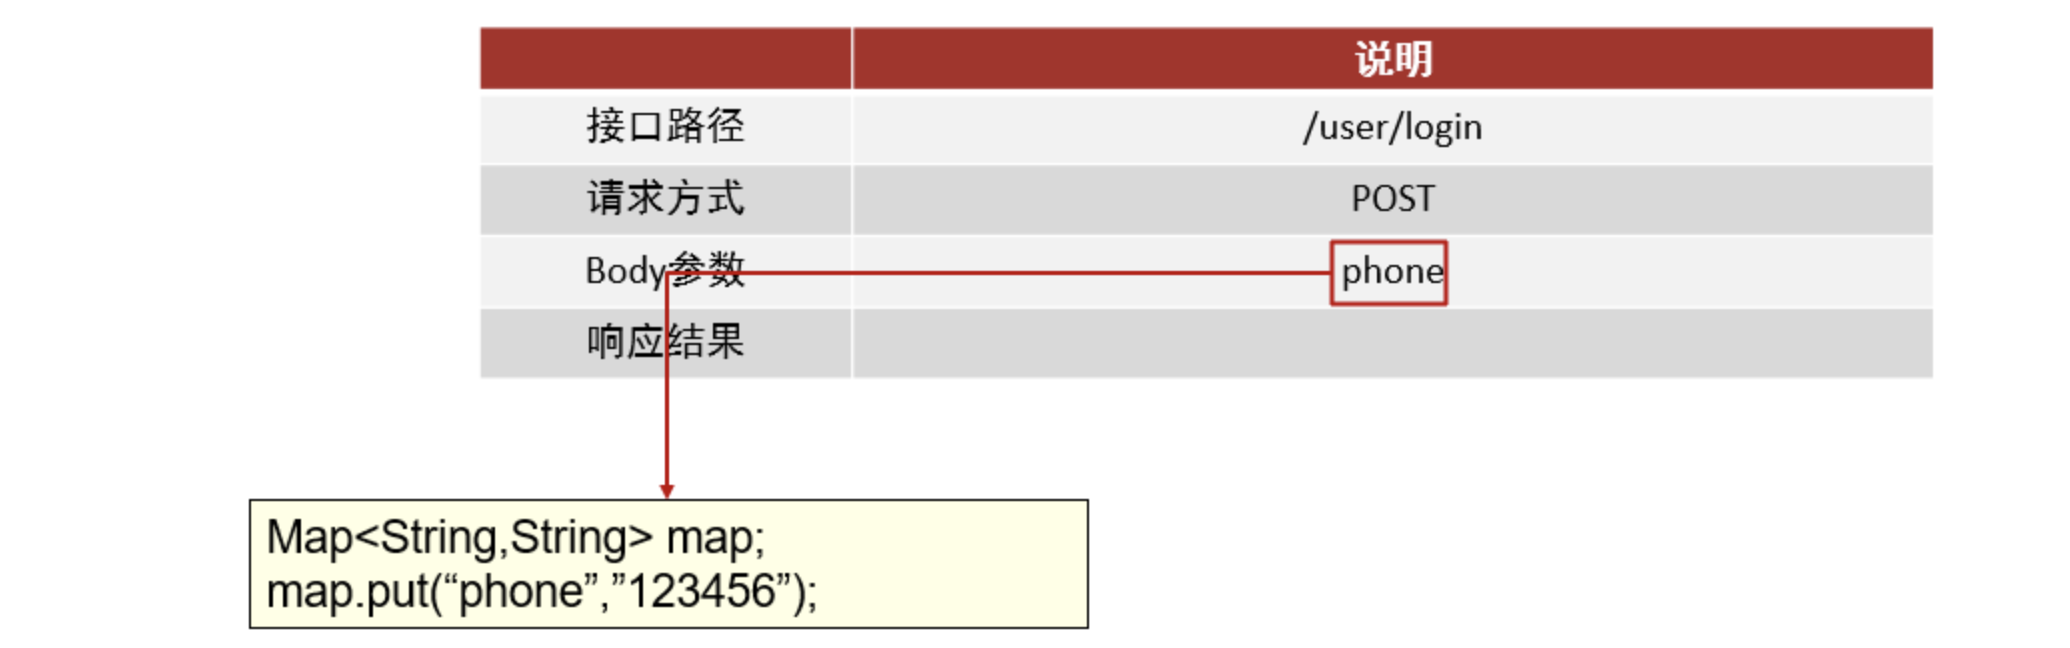 说明
接口路径 /user/login
请求方式 POST
Body参数 phone
响应结果
Map<String,String> map;
map.put(“phone”,”123456”);